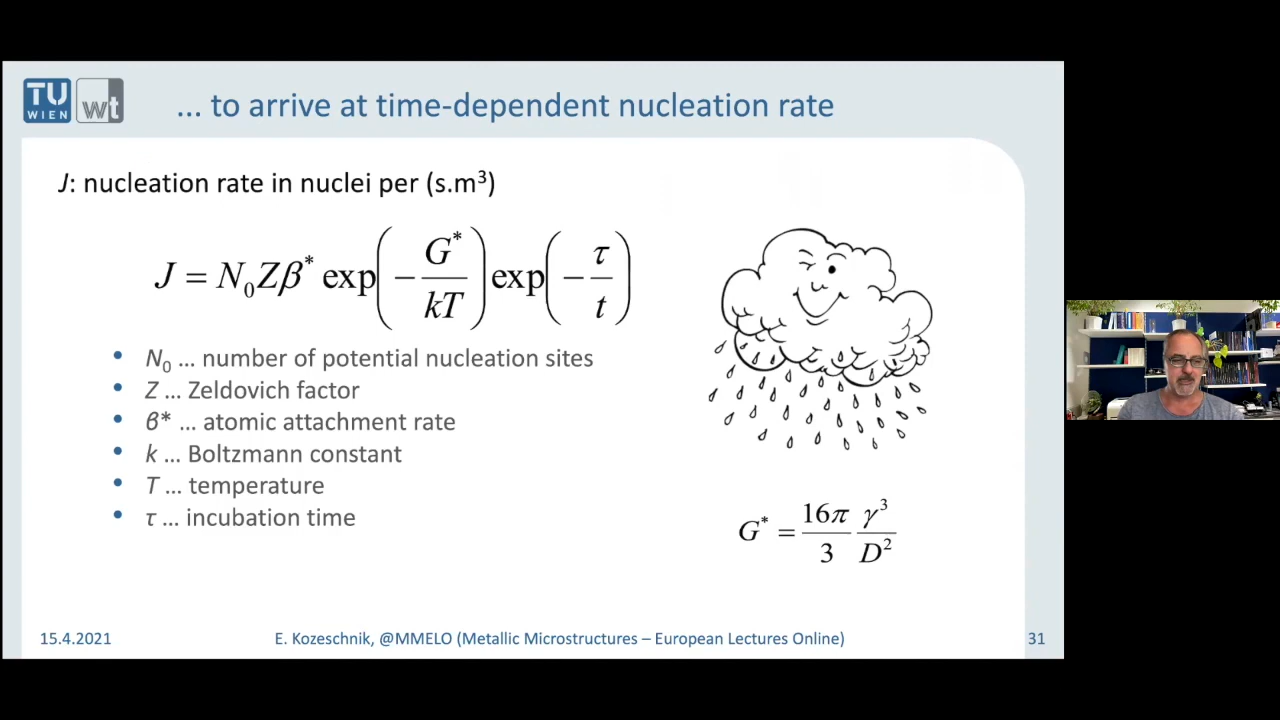 TU
WIEN
wt
... to arrive at time-dependent nucleation rate
J: nucleation rate in nuclei per (s.m³)
J = N₀Zβ* exp(−G*/kT) exp(−τ/t)
• N₀ ... number of potential nucleation sites
• Z ... Zeldovich factor
• β* ... atomic attachment rate
• k ... Boltzmann constant
• T ... temperature
• τ ... incubation time
G* = 16π/3 γ³/D²
15.4.2021
E. Kozeschnik, @MMELO (Metallic Microstructures – European Lectures Online)
31